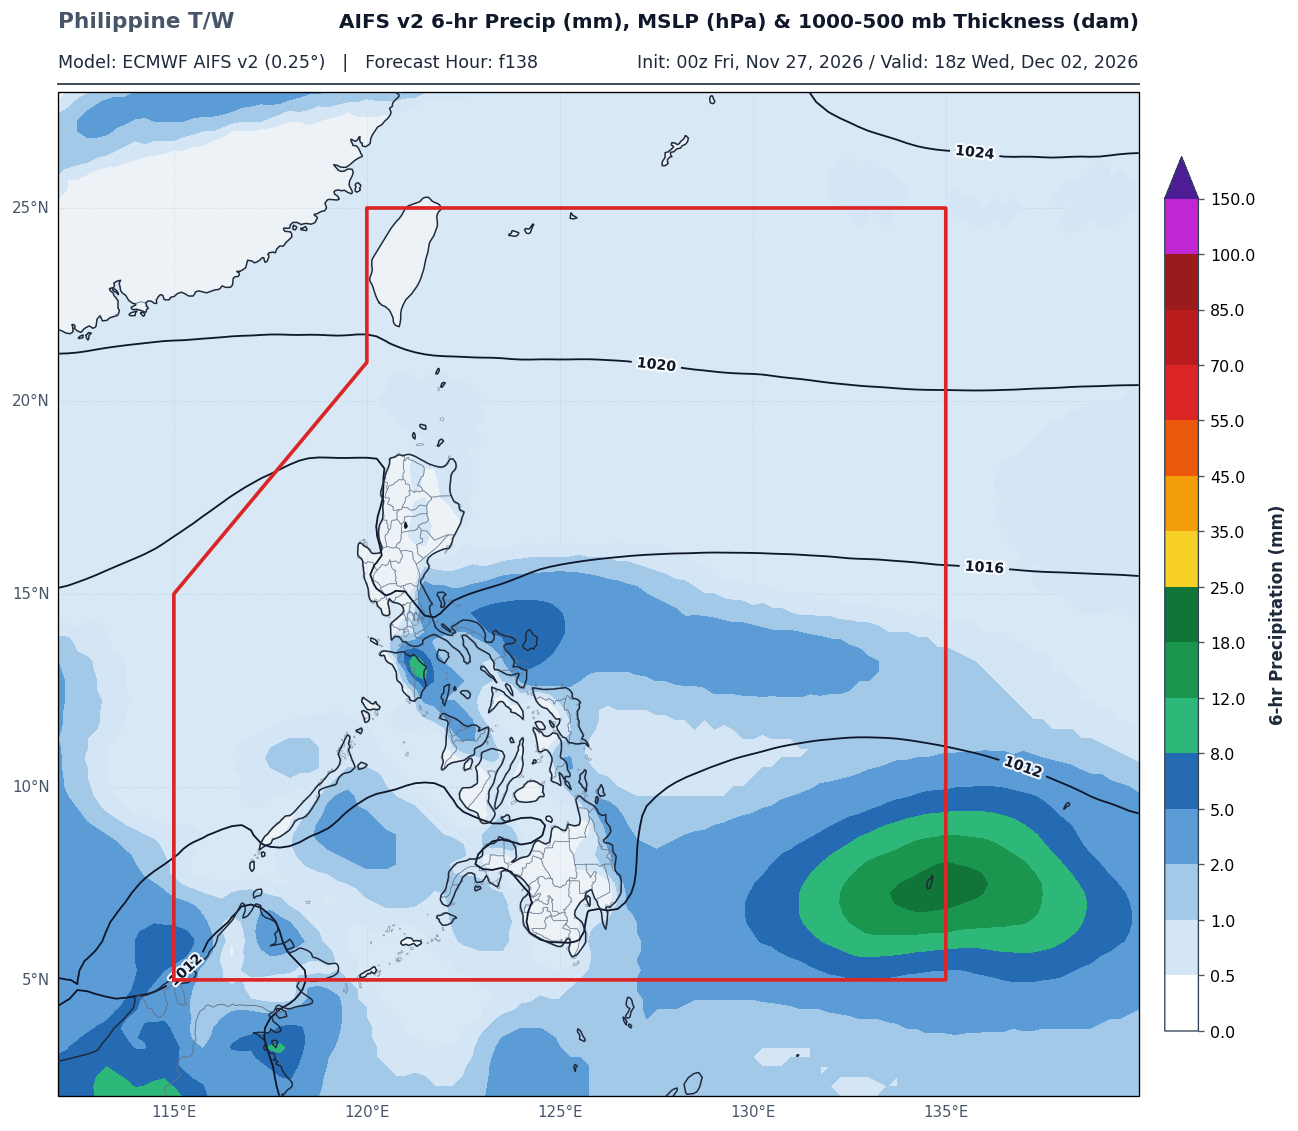 Philippine T/W
AIFS v2 6-hr Precip (mm), MSLP (hPa) & 1000-500 mb Thickness (dam)
Model: ECMWF AIFS v2 (0.25°) | Forecast Hour: f138
Init: 00z Fri, Nov 27, 2026 / Valid: 18z Wed, Dec 02, 2026
1024
25°N
1020
20°N
1016
15°N
1012
10°N
1012
5°N
115°E
120°E
125°E
130°E
135°E
150.0
100.0
85.0
70.0
55.0
45.0
35.0
25.0
18.0
12.0
8.0
5.0
2.0
1.0
0.5
0.0
6-hr Precipitation (mm)